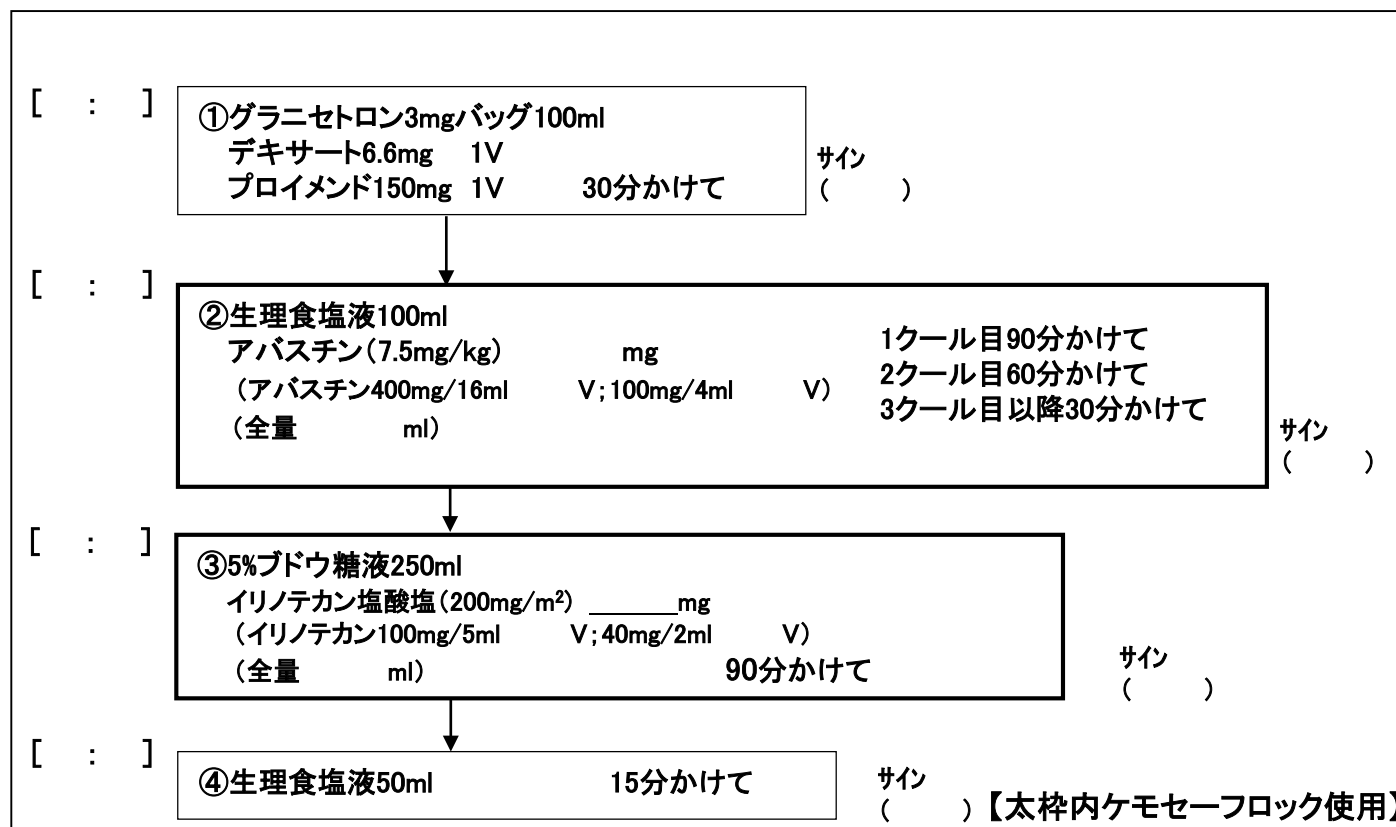 [ : ]
①グラニセトロン3mgバッグ100ml
デキサート6.6mg 1V
プロイメンド150mg 1V 30分かけて
サイン
( )
[ : ]
②生理食塩液100ml
アバスチン(7.5mg/kg) mg
(アバスチン400mg/16ml V;100mg/4ml V)
(全量 ml)
1クール目90分かけて
2クール目60分かけて
3クール目以降30分かけて
サイン
( )
[ : ]
③5%ブドウ糖液250ml
イリノテカン塩酸塩(200mg/m²) ______mg
(イリノテカン100mg/5ml V;40mg/2ml V)
(全量 ml) 90分かけて
サイン
( )
[ : ]
④生理食塩液50ml 15分かけて
サイン
( )【太枠内ケモセーフロック使用】